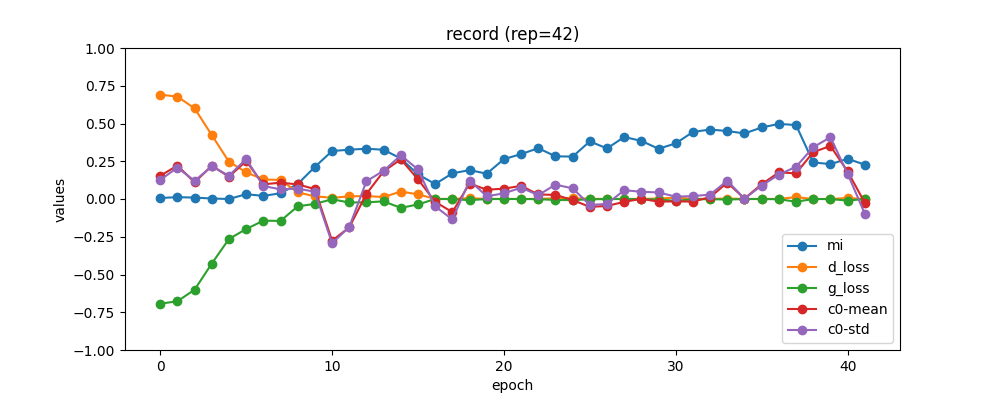 record (rep=42)
1.00
0.75
0.50
0.25
0.00
−0.25
−0.50
−0.75
−1.00
values
mi
d_loss
g_loss
c0-mean
c0-std
0 10 20 30 40
epoch